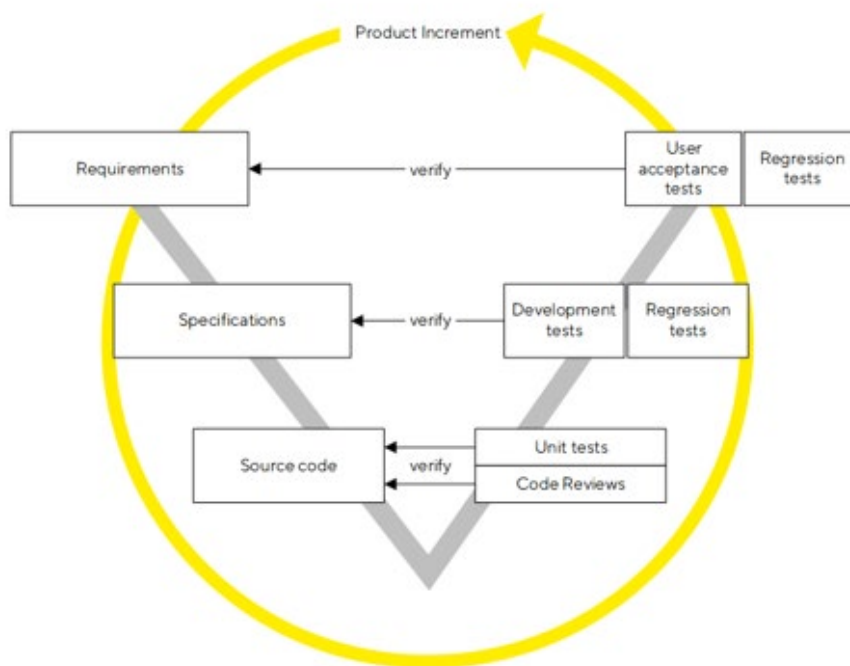 Product Increment
Requirements
verify
User
acceptance
tests
Regression
tests
Specifications
verify
Development
tests
Regression
tests
Source code
verify
Unit tests
Code Reviews